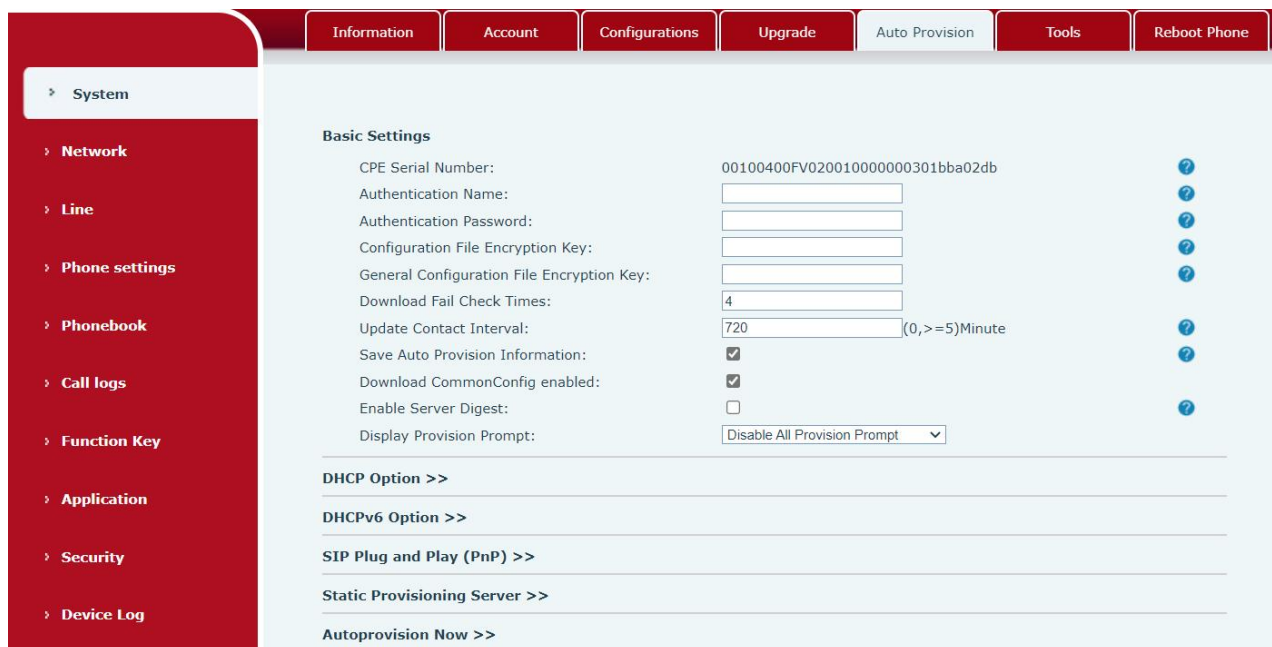 Information Account Configurations Upgrade Auto Provision Tools Reboot Phone
System
Network
Line
Phone settings
Phonebook
Call logs
Function Key
Application
Security
Device Log
Basic Settings
CPE Serial Number: 00100400FV020010000000301bba02db
Authentication Name:
Authentication Password:
Configuration File Encryption Key:
General Configuration File Encryption Key:
Download Fail Check Times: 4
Update Contact Interval: 720 (0,>=5)Minute
Save Auto Provision Information:
Download CommonConfig enabled:
Enable Server Digest:
Display Provision Prompt: Disable All Provision Prompt
DHCP Option >>
DHCPv6 Option >>
SIP Plug and Play (PnP) >>
Static Provisioning Server >>
Autoprovision Now >>